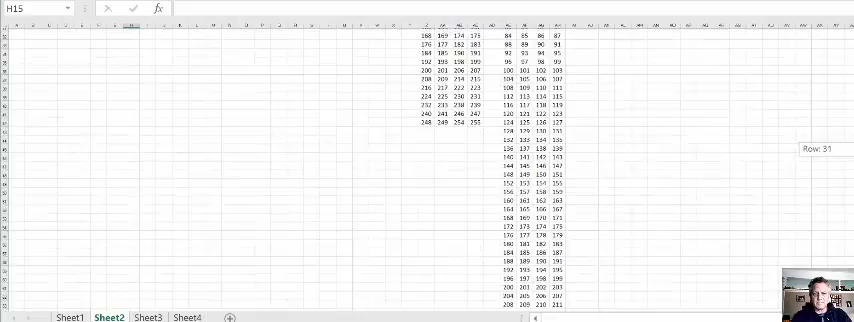 H15
fx
168 169 174 175 84 85 86 87
176 177 182 183 88 89 90 91
184 185 190 191 92 93 94 95
192 193 198 199 96 97 98 99
200 201 206 207 100 101 102 103
208 209 214 215 104 105 106 107
216 217 222 223 108 109 110 111
224 225 230 231 112 113 114 115
232 233 238 239 116 117 118 119
240 241 246 247 120 121 122 123
248 249 254 255 124 125 126 127
128 129 130 131
132 133 134 135
136 137 138 139
140 141 142 143
144 145 146 147
Row: 31
148 149 150 151
152 153 154 155
156 157 158 159
160 161 162 163
164 165 166 167
168 169 170 171
172 173 174 175
176 177 178 179
180 181 182 183
184 185 186 187
188 189 190 191
192 193 194 195
196 197 198 199
200 201 202 203
204 205 206 207
208 209 210 211
Sheet1 Sheet2 Sheet3 Sheet4